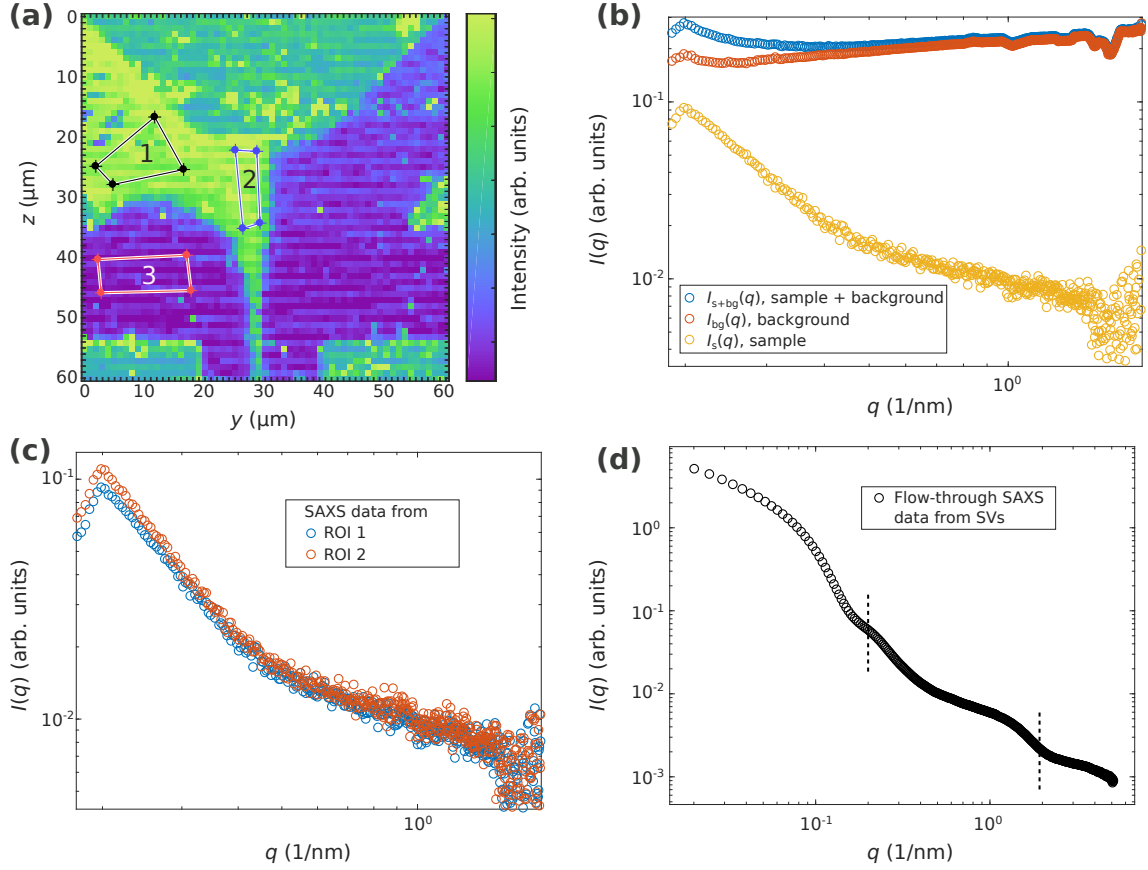 (a)
0
10
20
30
40
50
60
z (μm)
1
2
3
0 10 20 30 40 50 60
y (μm)
Intensity (arb. units)
(b)
10⁻¹
10⁻²
I(q) (arb. units)
Iₛ₊bg(q), sample + background
Ibg(q), background
Iₛ(q), sample
10⁰
q (1/nm)
(c)
10⁻¹
10⁻²
I(q) (arb. units)
SAXS data from
ROI 1
ROI 2
10⁰
q (1/nm)
(d)
10⁰
10⁻¹
10⁻²
10⁻³
I(q) (arb. units)
Flow-through SAXS
data from SVs
10⁻¹ 10⁰
q (1/nm)